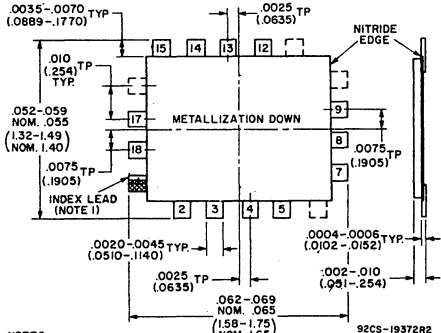 .0035-.0070 TYP
(.0889-.1770)
.0025 TP
(.0635)
NITRIDE
EDGE
15 14 13 12
.010 TP
(.254)
TYP.
.052-.059
NOM. .055
(1.32-1.49
NOM. 1.40)
17
METALLIZATION DOWN
9
18
8
.0075 TP
(.1905)
.0075 TP
(.1905)
7
INDEX LEAD
(NOTE 1)
2 3 4 5
.0020-.0045 TYP.
(.0510-.1140)
.0004-.0006 TYP.
(.0102-.0152)
.0025 TP
(.0635)
.002-.010
(.051-.254)
.062-.069
NOM. .065
(1.58-1.75
92CS-19372R2